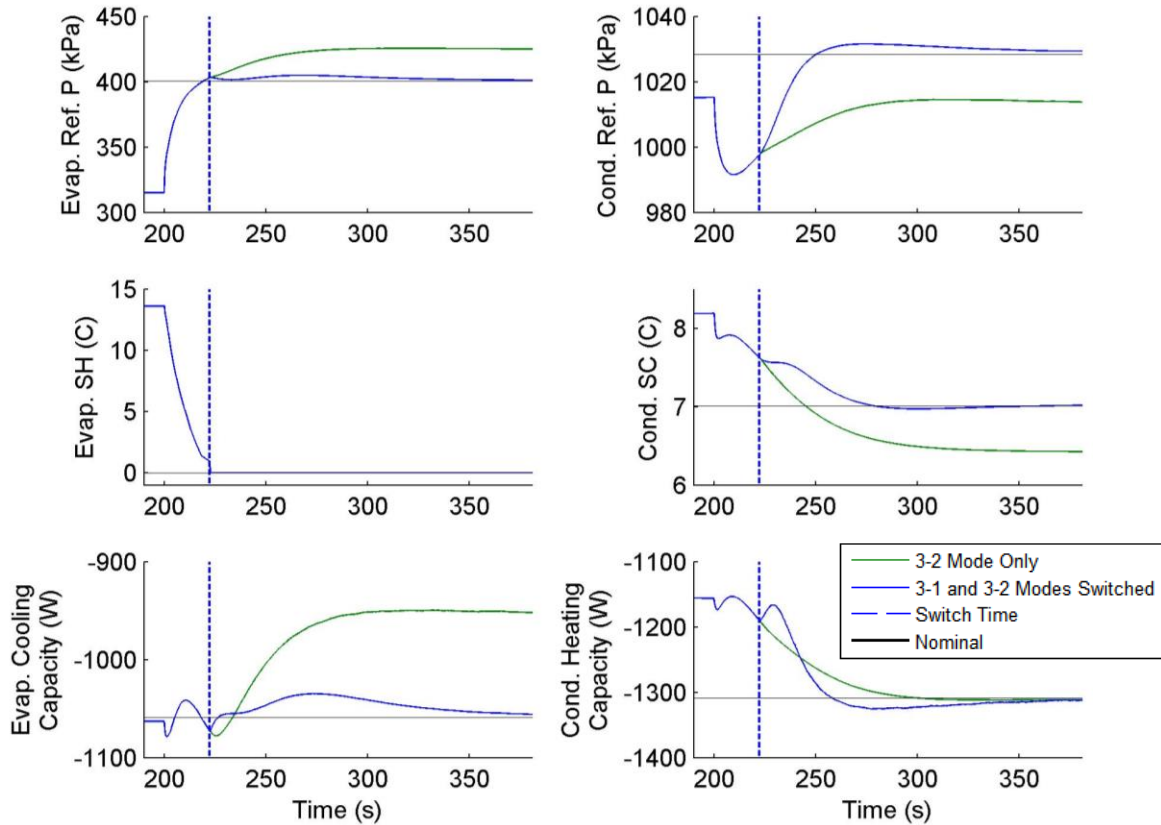 Evap. Ref. P (kPa)
450
400
350
300
200 250 300 350
Cond. Ref. P (kPa)
1040
1020
1000
980
200 250 300 350
Evap. SH (C)
15
10
5
0
200 250 300 350
Cond. SC (C)
8
7
6
200 250 300 350
Evap. Cooling
Capacity (W)
-900
-1000
-1100
200 250 300 350
Time (s)
Cond. Heating
Capacity (W)
-1100
-1200
-1300
-1400
200 250 300 350
Time (s)
3-2 Mode Only
3-1 and 3-2 Modes Switched
Switch Time
Nominal